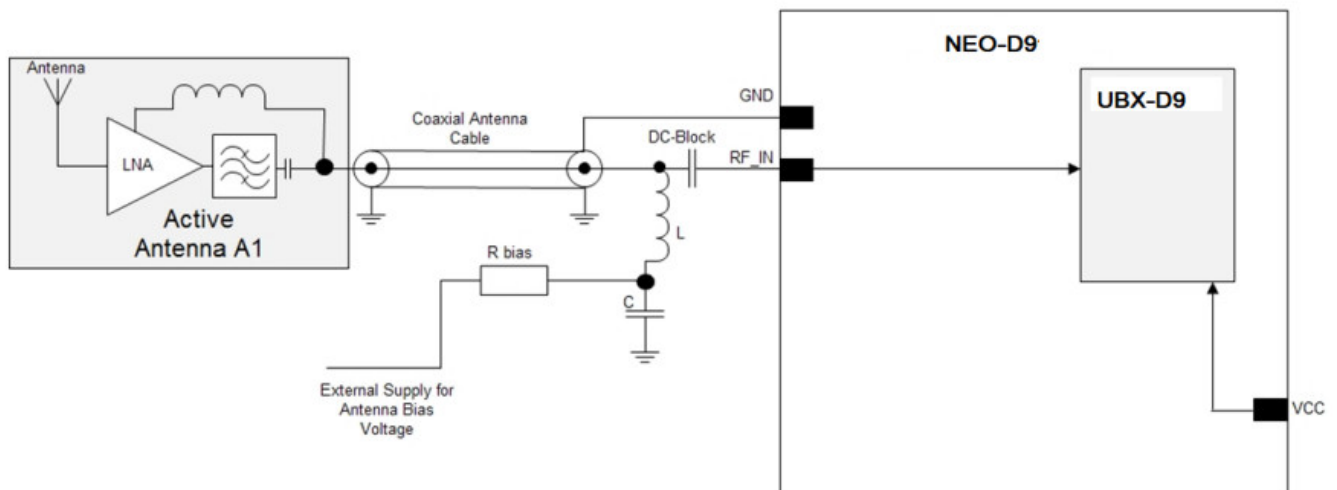 NEO-D9
UBX-D9
Antenna
LNA
Active
Antenna A1
Coaxial Antenna
Cable
GND
DC-Block
RF_IN
L
R bias
C
External Supply for
Antenna Bias
Voltage
VCC